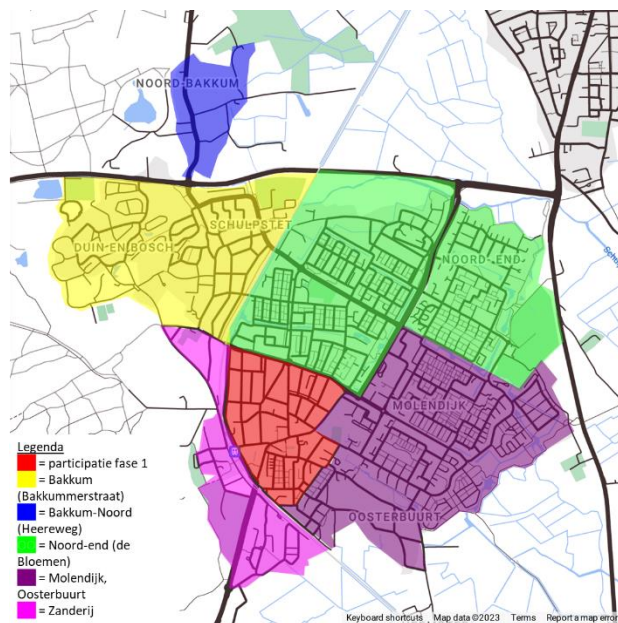 NOORD-BAKKUM
SCHULPSTET
DUIN EN BOSCH
NOORD-END
MOLENDIJK
OOSTERBUURT
Legenda
= participatie fase 1
= Bakkum
(Bakkummerstraat)
= Bakkum-Noord
(Heereweg)
= Noord-end (de
Bloemen)
= Molendijk,
Oosterbuurt
= Zanderij
Keyboard shortcuts Map data ©2023 Terms Report a map error